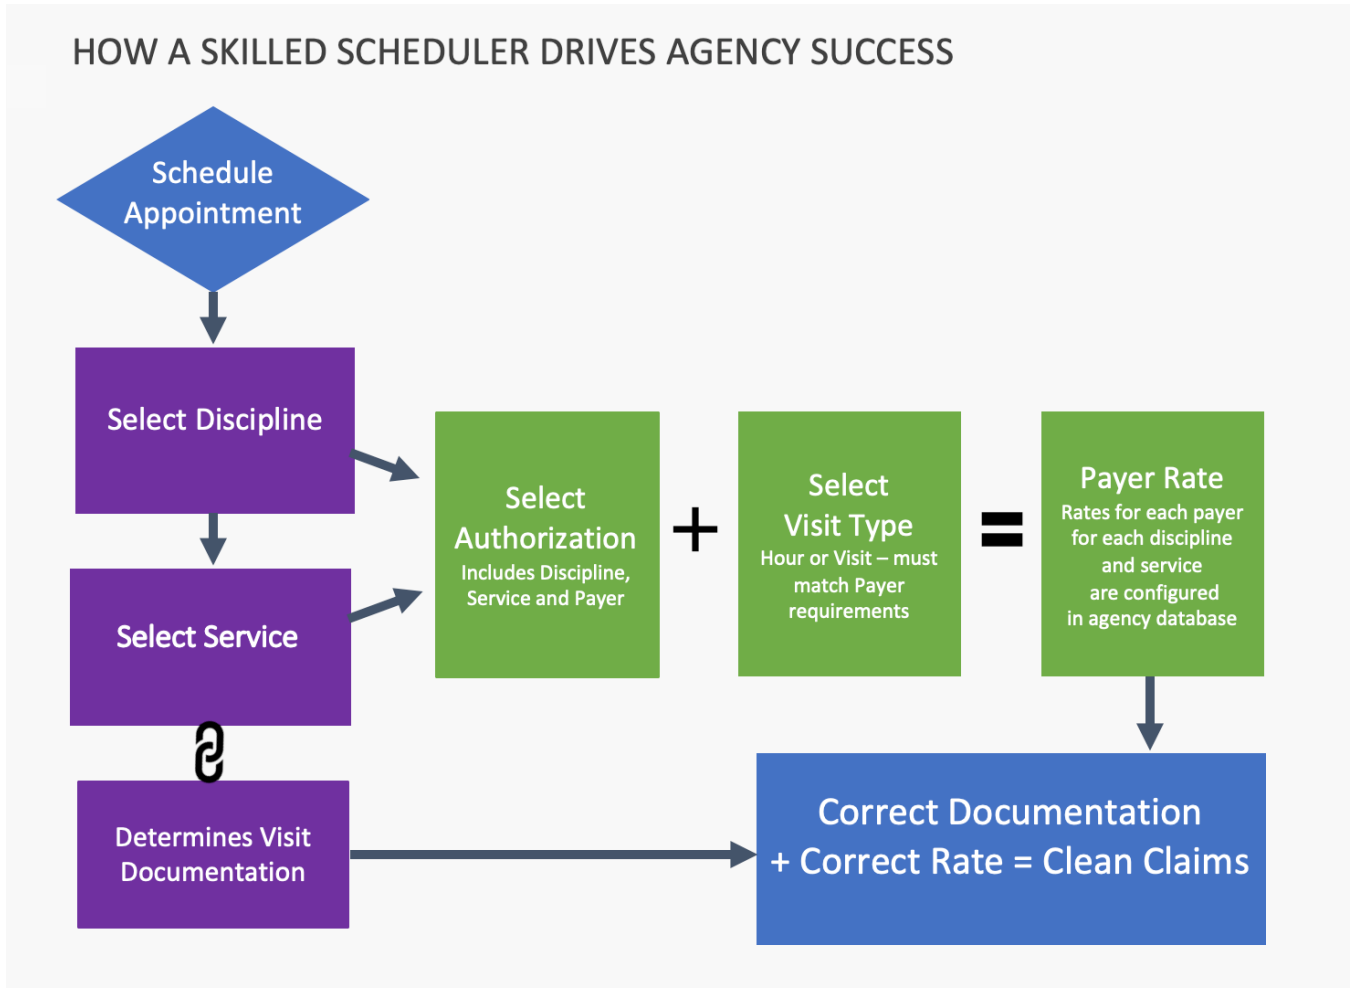 HOW A SKILLED SCHEDULER DRIVES AGENCY SUCCESS
Schedule
Appointment
Select Discipline
Select Service
Determines Visit
Documentation
Select
Authorization
Includes Discipline,
Service and Payer
+
Select
Visit Type
Hour or Visit – must
match Payer
requirements
=
Payer Rate
Rates for each payer
for each discipline
and service
are configured
in agency database
Correct Documentation
+ Correct Rate = Clean Claims